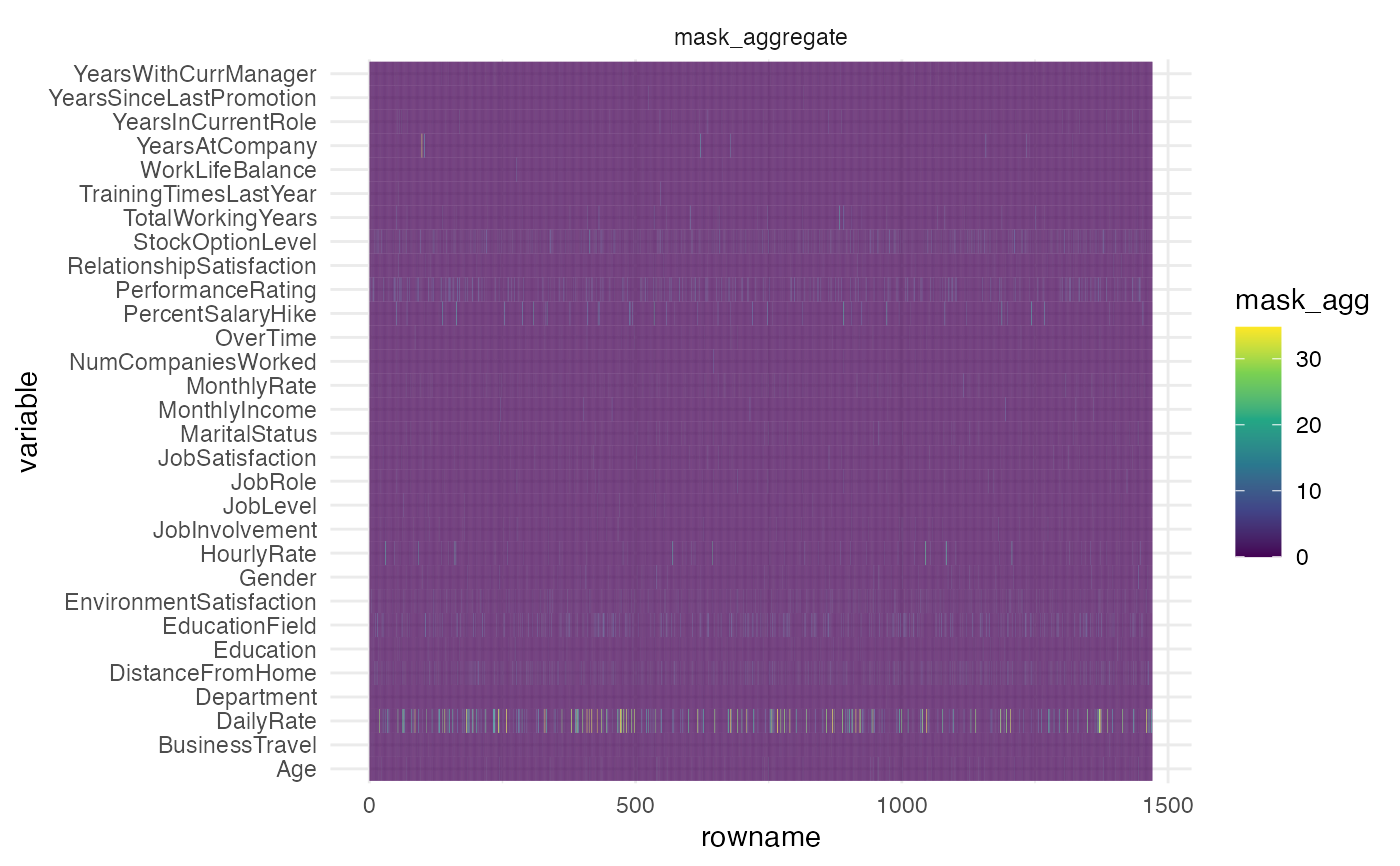 mask_aggregate
YearsWithCurrManager
YearsSinceLastPromotion
YearsInCurrentRole
YearsAtCompany
WorkLifeBalance
TrainingTimesLastYear
TotalWorkingYears
StockOptionLevel
RelationshipSatisfaction
PerformanceRating
PercentSalaryHike
OverTime
NumCompaniesWorked
MonthlyRate
MonthlyIncome
MaritalStatus
JobSatisfaction
JobRole
JobLevel
JobInvolvement
HourlyRate
Gender
EnvironmentSatisfaction
EducationField
Education
DistanceFromHome
Department
DailyRate
BusinessTravel
Age
variable
0 500 1000 1500
rowname
mask_agg
30
20
10
0